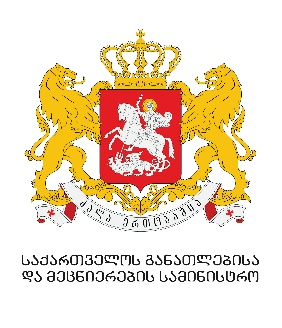 ძალა ერთობაშია
საქართველოს განათლებისა
და მეცნიერების სამინისტრო